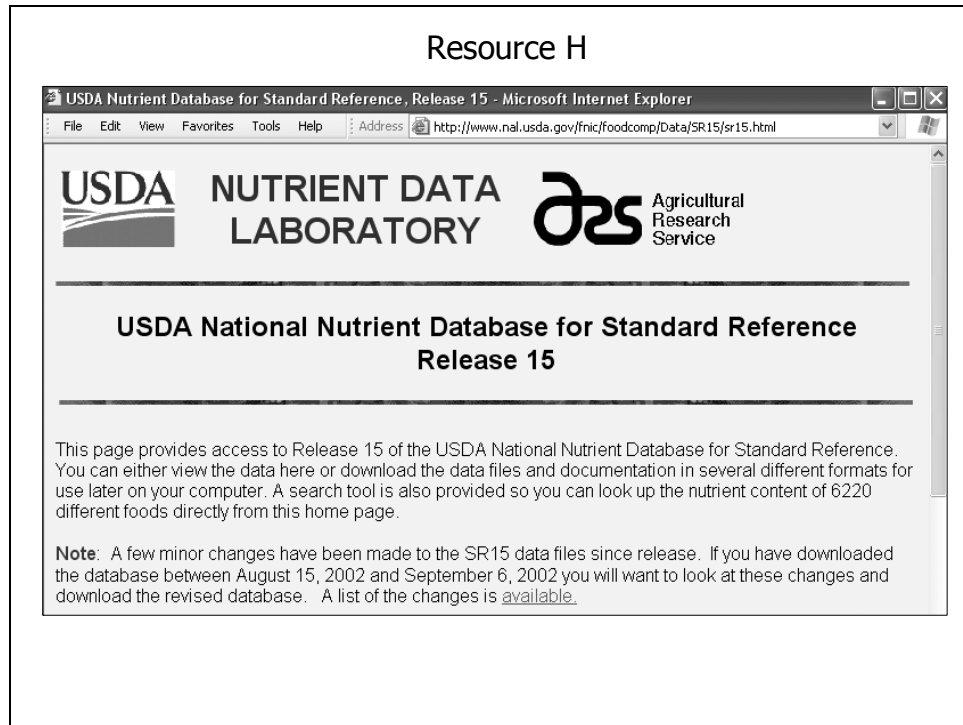 Resource H
USDA Nutrient Database for Standard Reference, Release 15 - Microsoft Internet Explorer
File Edit View Favorites Tools Help Address http://www.nal.usda.gov/fnic/foodcomp/Data/SR15/sr15.html
USDA
NUTRIENT DATA
LABORATORY
ars
Agricultural
Research
Service
USDA National Nutrient Database for Standard Reference
Release 15
This page provides access to Release 15 of the USDA National Nutrient Database for Standard Reference.
You can either view the data here or download the data files and documentation in several different formats for
use later on your computer. A search tool is also provided so you can look up the nutrient content of 6220
different foods directly from this home page.
Note: A few minor changes have been made to the SR15 data files since release. If you have downloaded
the database between August 15, 2002 and September 6, 2002 you will want to look at these changes and
download the revised database. A list of the changes is available.